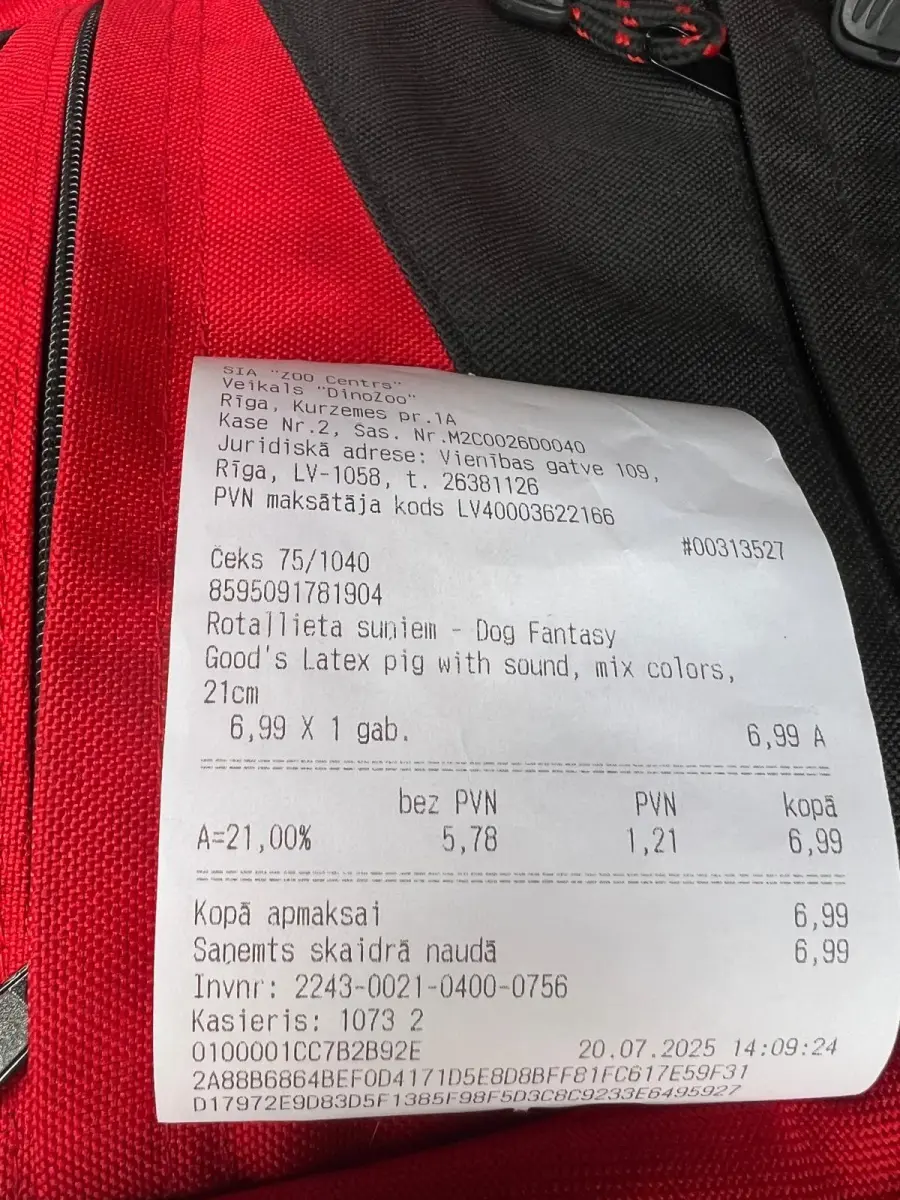 SIA "Zoo Centrs"
Veikals "DinoZoo"
Rīga, Kurzemes pr.1A
Kase Nr.2, Sas. Nr.M2C0026D0040
Juridiskā adrese: Vienības gatve 109,
Rīga, LV-1058, t. 26381126
PVN maksātāja kods LV40003622166
#00313527
Čeks 75/1040
8595091781904
Rotaļlieta suņiem - Dog Fantasy
Good's Latex pig with sound, mix colors,
21cm
6,99 X 1 gab. 6,99 A
bez PVN PVN kopā
A=21,00% 5,78 1,21 6,99
Kopā apmaksai 6,99
Saņemts skaidrā naudā 6,99
Invnr: 2243-0021-0400-0756
Kasieris: 1073 2
0100001CC7B2B92E 20.07.2025 14:09:24
2A88B6864BEF0D4171D5E8D8BFF81FC617E59F31
D17972E9D83D5F1385F98F5D3C8C9233E6495927